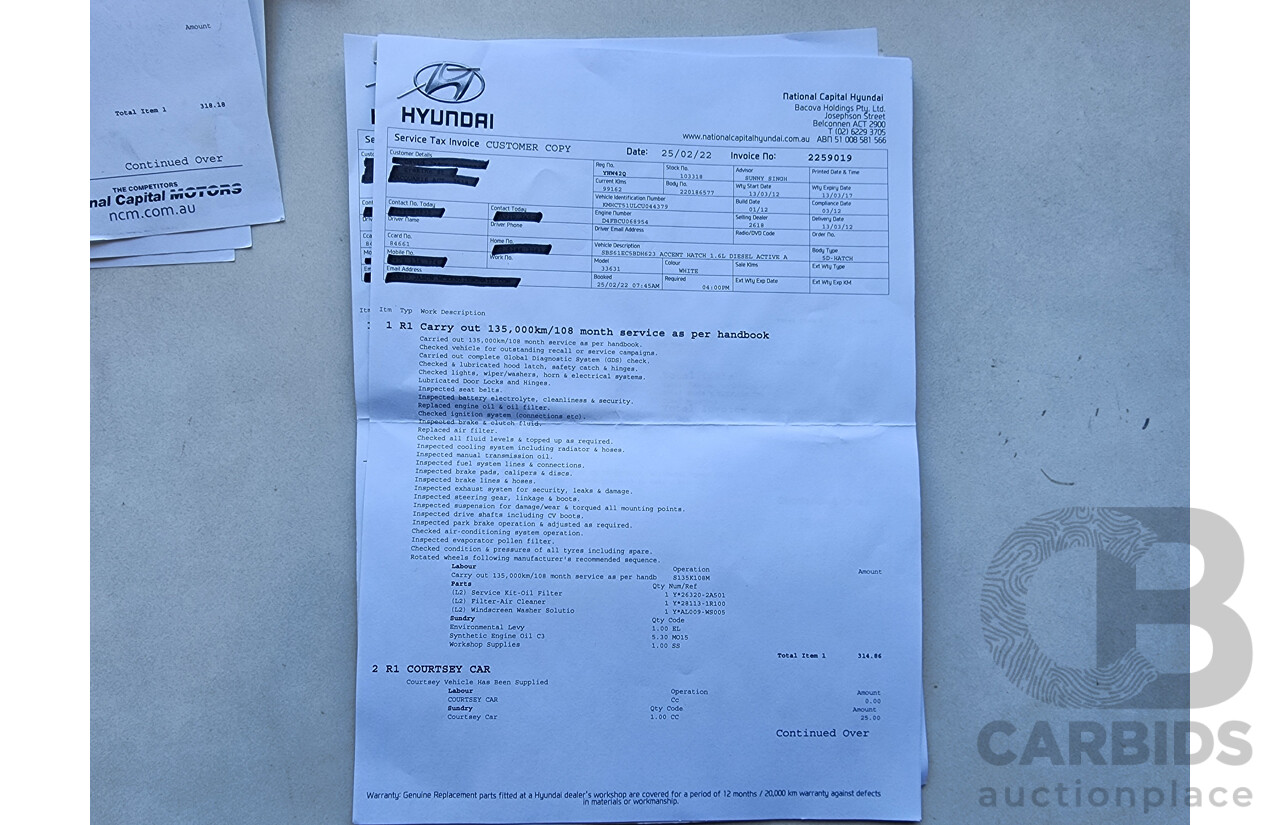 Amount
Total Item 1 318.18
Continued Over
THE COMPETITORS
nal Capital MOTORS
ncm.com.au
HYUNDAI
National Capital Hyundai
Bacova Holdings Pty. Ltd.
Josephson Street
Belconnen ACT 2900
T (02) 6229 3705
www.nationalcapitalhyundai.com.au ABN 51 008 581 566
Service Tax Invoice CUSTOMER COPY Date: 25/02/22 Invoice No: 2259019
Customer Details
Reg No. Stock No. Advisor Printed Date & Time
YHW42Q 103318 SUNNY SINGH
Current Klms Body No. Wty Start Date Wty Expiry Date
99162 220186577 13/03/12 13/03/17
Vehicle Identification Number Build Date Compliance Date
KMHCT51ULCU044379 01/12 03/12
Contact No. Today Contact Today Engine Number Selling Dealer Delivery Date
D4FBCU068954 2618 13/03/12
Driver Name Driver Phone Driver Email Address Radio/DVD Code Order No.
Ccard No. Home No. Vehicle Description Body Type
84661 SBS61EC5BDH623 ACCENT HATCH 1.6L DIESEL ACTIVE A 5D-HATCH
Mobile No. Work No. Model Colour Sale Klms Ext Wty Type
33631 WHITE
Email Address Booked Required Ext Wty Exp Date Ext Wty Exp KM
25/02/22 07:45AM 04:00PM
Itm Typ Work Description
1 R1 Carry out 135,000km/108 month service as per handbook
Carried out 135,000km/108 month service as per handbook.
Checked vehicle for outstanding recall or service campaigns.
Carried out complete Global Diagnostic System (GDS) check.
Checked & lubricated hood latch, safety catch & hinges.
Checked lights, wiper/washers, horn & electrical systems.
Lubricated Door Locks and Hinges.
Inspected seat belts.
Inspected battery electrolyte, cleanliness & security.
Replaced engine oil & oil filter.
Checked ignition system (connections etc).
Inspected brake & clutch fluid.
Replaced air filter.
Checked all fluid levels & topped up as required.
Inspected cooling system including radiator & hoses.
Inspected manual transmission oil.
Inspected fuel system lines & connections.
Inspected brake pads, calipers & discs.
Inspected brake lines & hoses.
Inspected exhaust system for security, leaks & damage.
Inspected steering gear, linkage & boots.
Inspected suspension for damage/wear & torqued all mounting points.
Inspected drive shafts including CV boots.
Inspected park brake operation & adjusted as required.
Checked air-conditioning system operation.
Inspected evaporator pollen filter.
Checked condition & pressures of all tyres including spare.
Rotated wheels following manufacturer's recommended sequence.
Labour Operation Amount
Carry out 135,000km/108 month service as per handb S135K108M
Parts Qty Num/Ref
(L2) Service Kit-Oil Filter 1 Y*26320-2A501
(L2) Filter-Air Cleaner 1 Y*28113-1R100
(L2) Windscreen Washer Solutio 1 Y*AL009-WS005
Sundry Qty Code
Environmental Levy 1.00 EL
Synthetic Engine Oil C3 5.30 MO15
Workshop Supplies 1.00 SS
Total Item 1 314.86
2 R1 COURTSEY CAR
Courtsey Vehicle Has Been Supplied
Labour Operation Amount
COURTSEY CAR Cc 0.00
Sundry Qty Code Amount
Courtsey Car 1.00 CC 25.00
Continued Over
Warranty: Genuine Replacement parts fitted at a Hyundai dealer's workshop are covered for a period of 12 months / 20,000 km warranty against defects
in materials or workmanship.
CB
CARBIDS
auctionplace